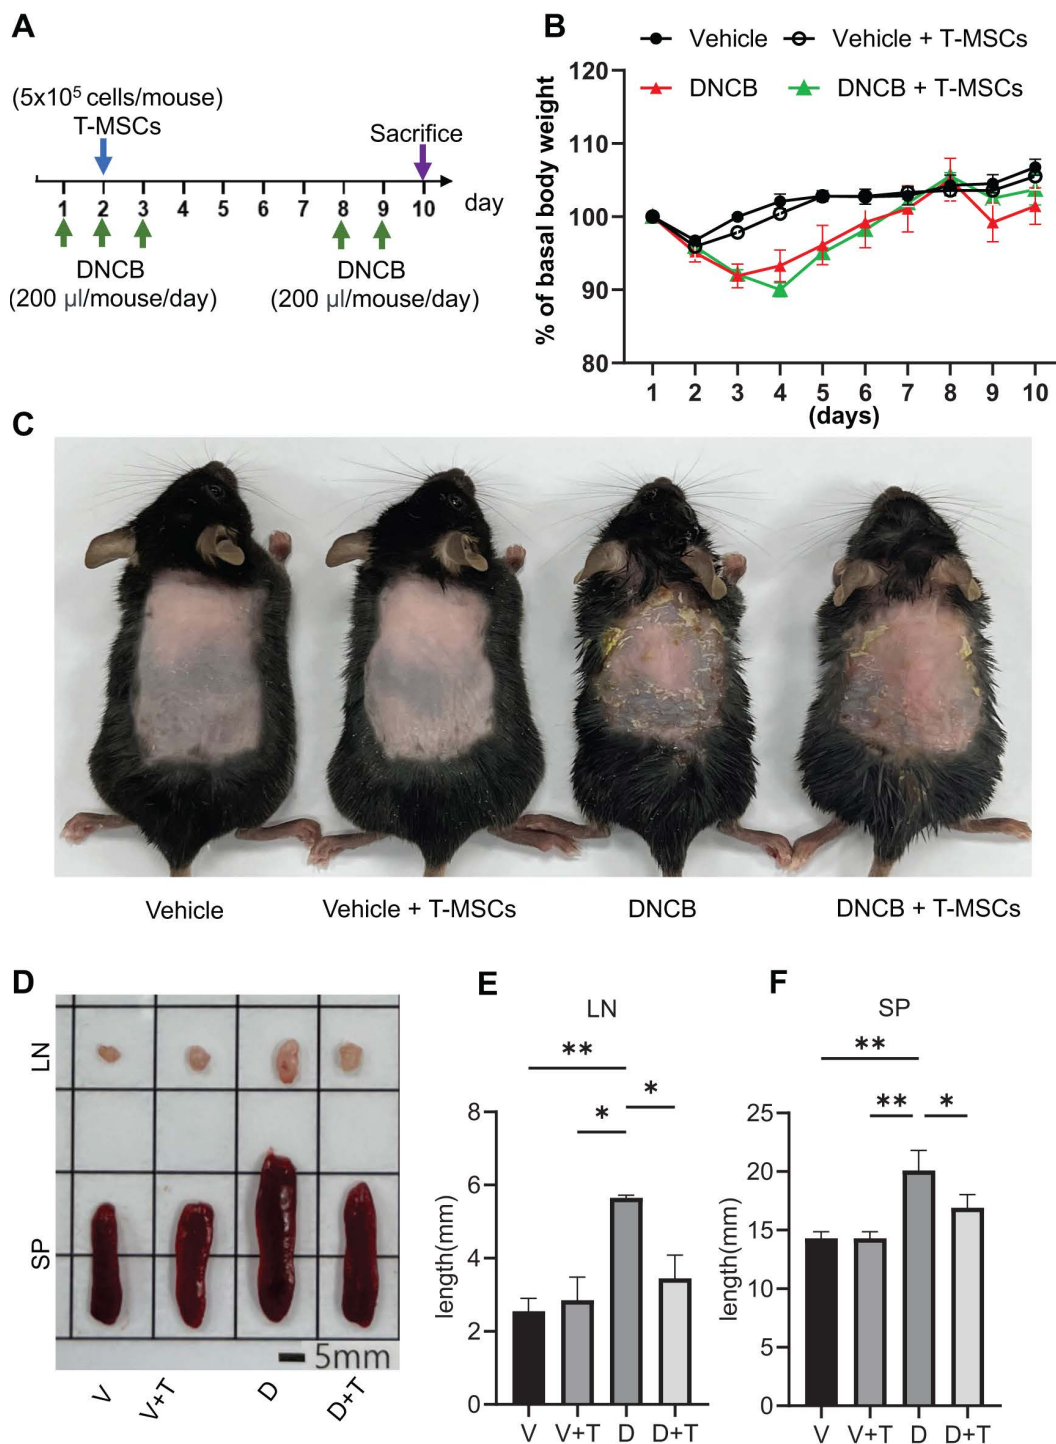 A
(5x10⁵ cells/mouse)
T-MSCs
Sacrifice
1 2 3 4 5 6 7 8 9 10 day
DNCB DNCB
(200 µl/mouse/day) (200 µl/mouse/day)
B
Vehicle Vehicle + T-MSCs
DNCB DNCB + T-MSCs
% of basal body weight
120
110
100
90
80
1 2 3 4 5 6 7 8 9 10
(days)
C
Vehicle Vehicle + T-MSCs DNCB DNCB + T-MSCs
D
LN
SP
5mm
V V+T D D+T
E
LN
**
*
*
length(mm)
8
6
4
2
0
V V+T D D+T
F
SP
**
** *
length(mm)
25
20
15
10
5
0
V V+T D D+T